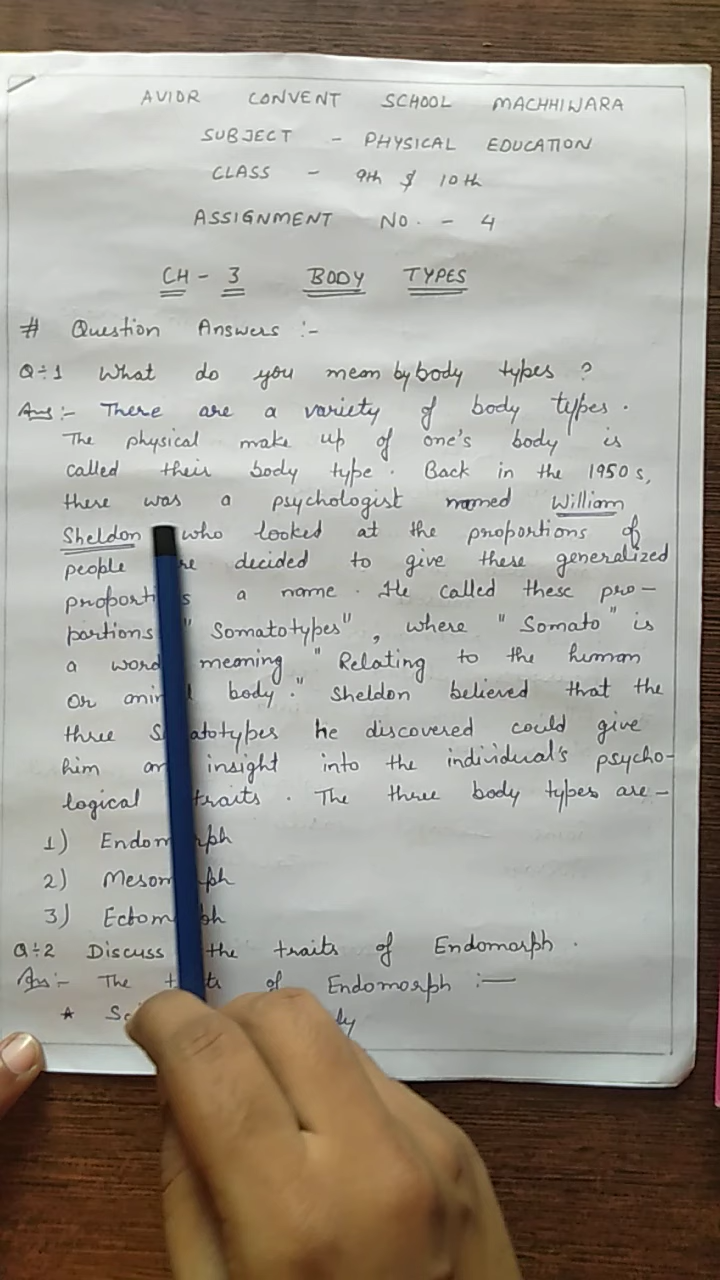 AVIOR CONVENT SCHOOL MACHHIWARA
SUBJECT - PHYSICAL EDUCATION
CLASS - 9th & 10th
ASSIGNMENT NO. - 4
CH - 3 BODY TYPES
# Question Answers :-
Q÷1 What do you mean by body types ?
Ans :- There are a variety of body types .
The physical make up of one's body is
called their body type . Back in the 1950s,
there was a psychologist named William
Sheldon who looked at the proportions of
people decided to give these generalized
a name . He called these pro-
portions " Somatotypes" , where " Somato " is
a word meaning " Relating to the human
or body ." Sheldon believed that the
three he discovered could give
him insight into the individual's psycho-
logical traits . The three body types are -
1) Endomorph
2) Mesomorph
3) Ectomorph
Q÷2 Discuss the traits of Endomorph .
Ans :- The of Endomorph :-
*